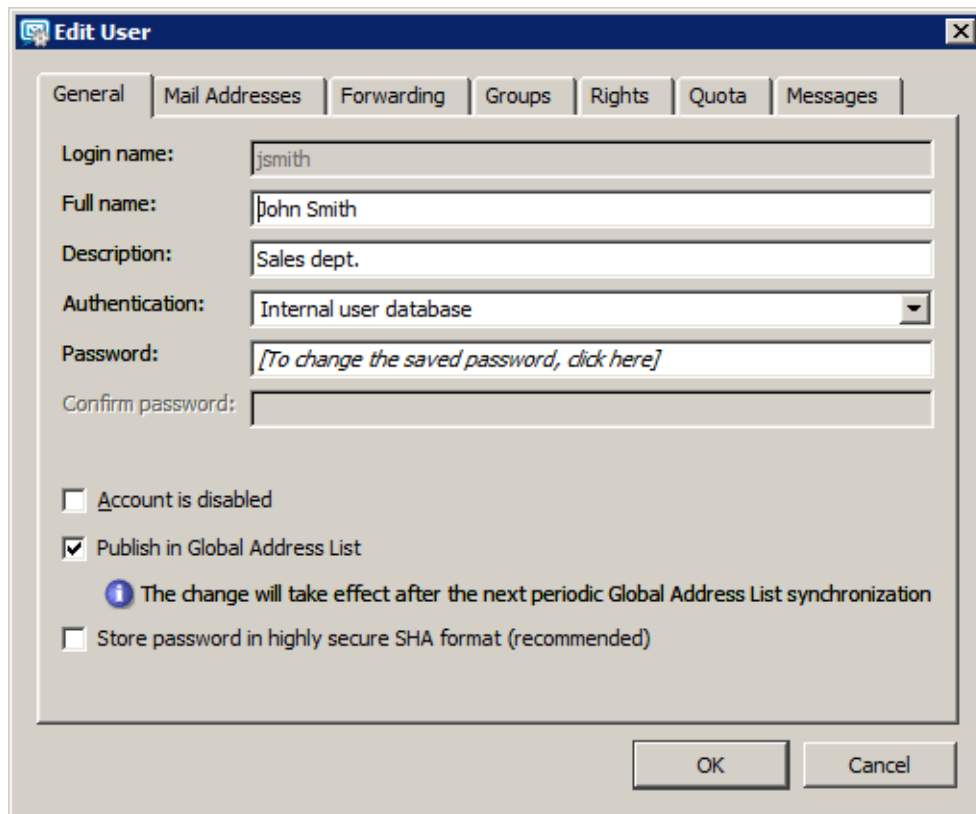 Edit User
General Mail Addresses Forwarding Groups Rights Quota Messages
Login name: jsmith
Full name: John Smith
Description: Sales dept.
Authentication: Internal user database
Password: [To change the saved password, click here]
Confirm password:
Account is disabled
Publish in Global Address List
The change will take effect after the next periodic Global Address List synchronization
Store password in highly secure SHA format (recommended)
OK Cancel